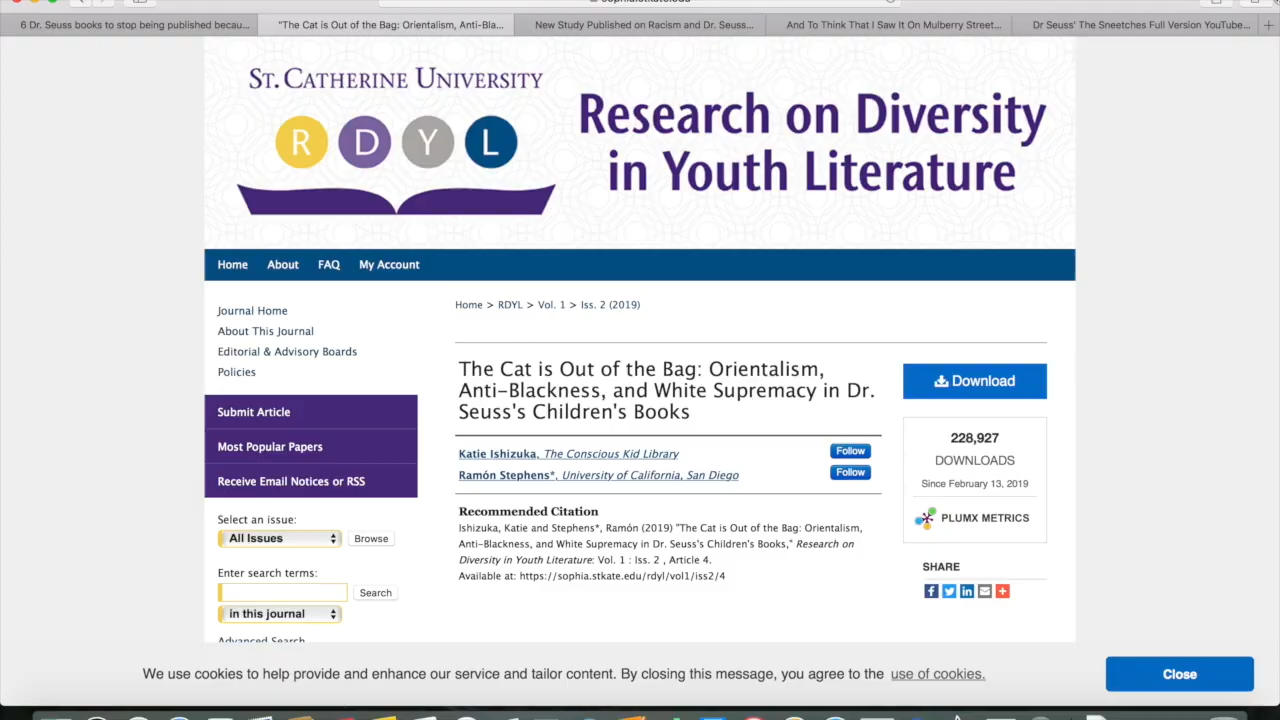 6 Dr. Seuss books to stop being published becau...
"The Cat is Out of the Bag: Orientalism, Anti-Bla...
New Study Published on Racism and Dr. Seuss...
And To Think That I Saw It On Mulberry Street...
Dr Seuss' The Sneetches Full Version YouTube...
ST. CATHERINE UNIVERSITY
R D Y L
Research on Diversity
in Youth Literature
Home About FAQ My Account
Journal Home
About This Journal
Editorial & Advisory Boards
Policies
Submit Article
Most Popular Papers
Receive Email Notices or RSS
Select an issue:
All Issues Browse
Enter search terms:
Search
in this journal
Advanced Search
Home > RDYL > Vol. 1 > Iss. 2 (2019)
The Cat is Out of the Bag: Orientalism,
Anti-Blackness, and White Supremacy in Dr.
Seuss's Children's Books
Katie Ishizuka, The Conscious Kid Library Follow
Ramón Stephens*, University of California, San Diego Follow
Recommended Citation
Ishizuka, Katie and Stephens*, Ramón (2019) "The Cat is Out of the Bag: Orientalism,
Anti-Blackness, and White Supremacy in Dr. Seuss's Children's Books," Research on
Diversity in Youth Literature: Vol. 1 : Iss. 2 , Article 4.
Available at: https://sophia.stkate.edu/rdyl/vol1/iss2/4
Download
228,927
DOWNLOADS
Since February 13, 2019
PLUMX METRICS
SHARE
We use cookies to help provide and enhance our service and tailor content. By closing this message, you agree to the use of cookies.
Close